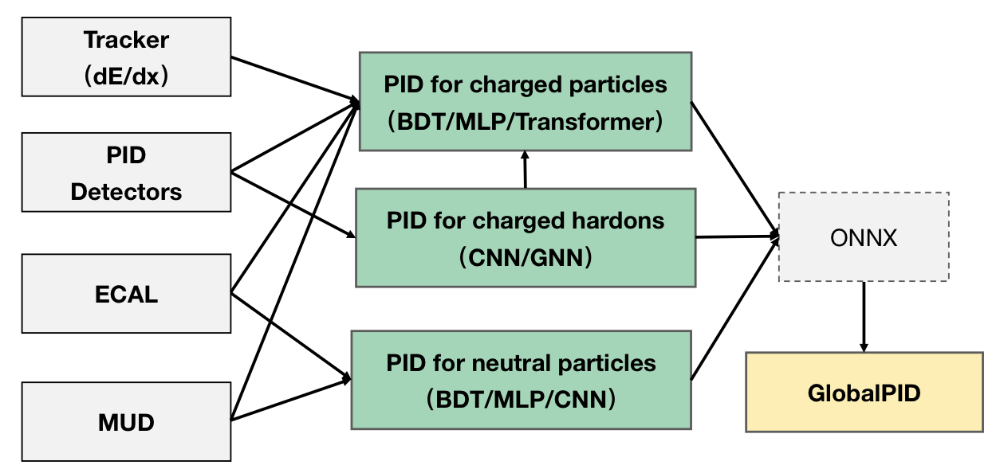 Tracker
(dE/dx)
PID
Detectors
ECAL
MUD
PID for charged particles
(BDT/MLP/Transformer)
PID for charged hardons
(CNN/GNN)
PID for neutral particles
(BDT/MLP/CNN)
ONNX
GlobalPID